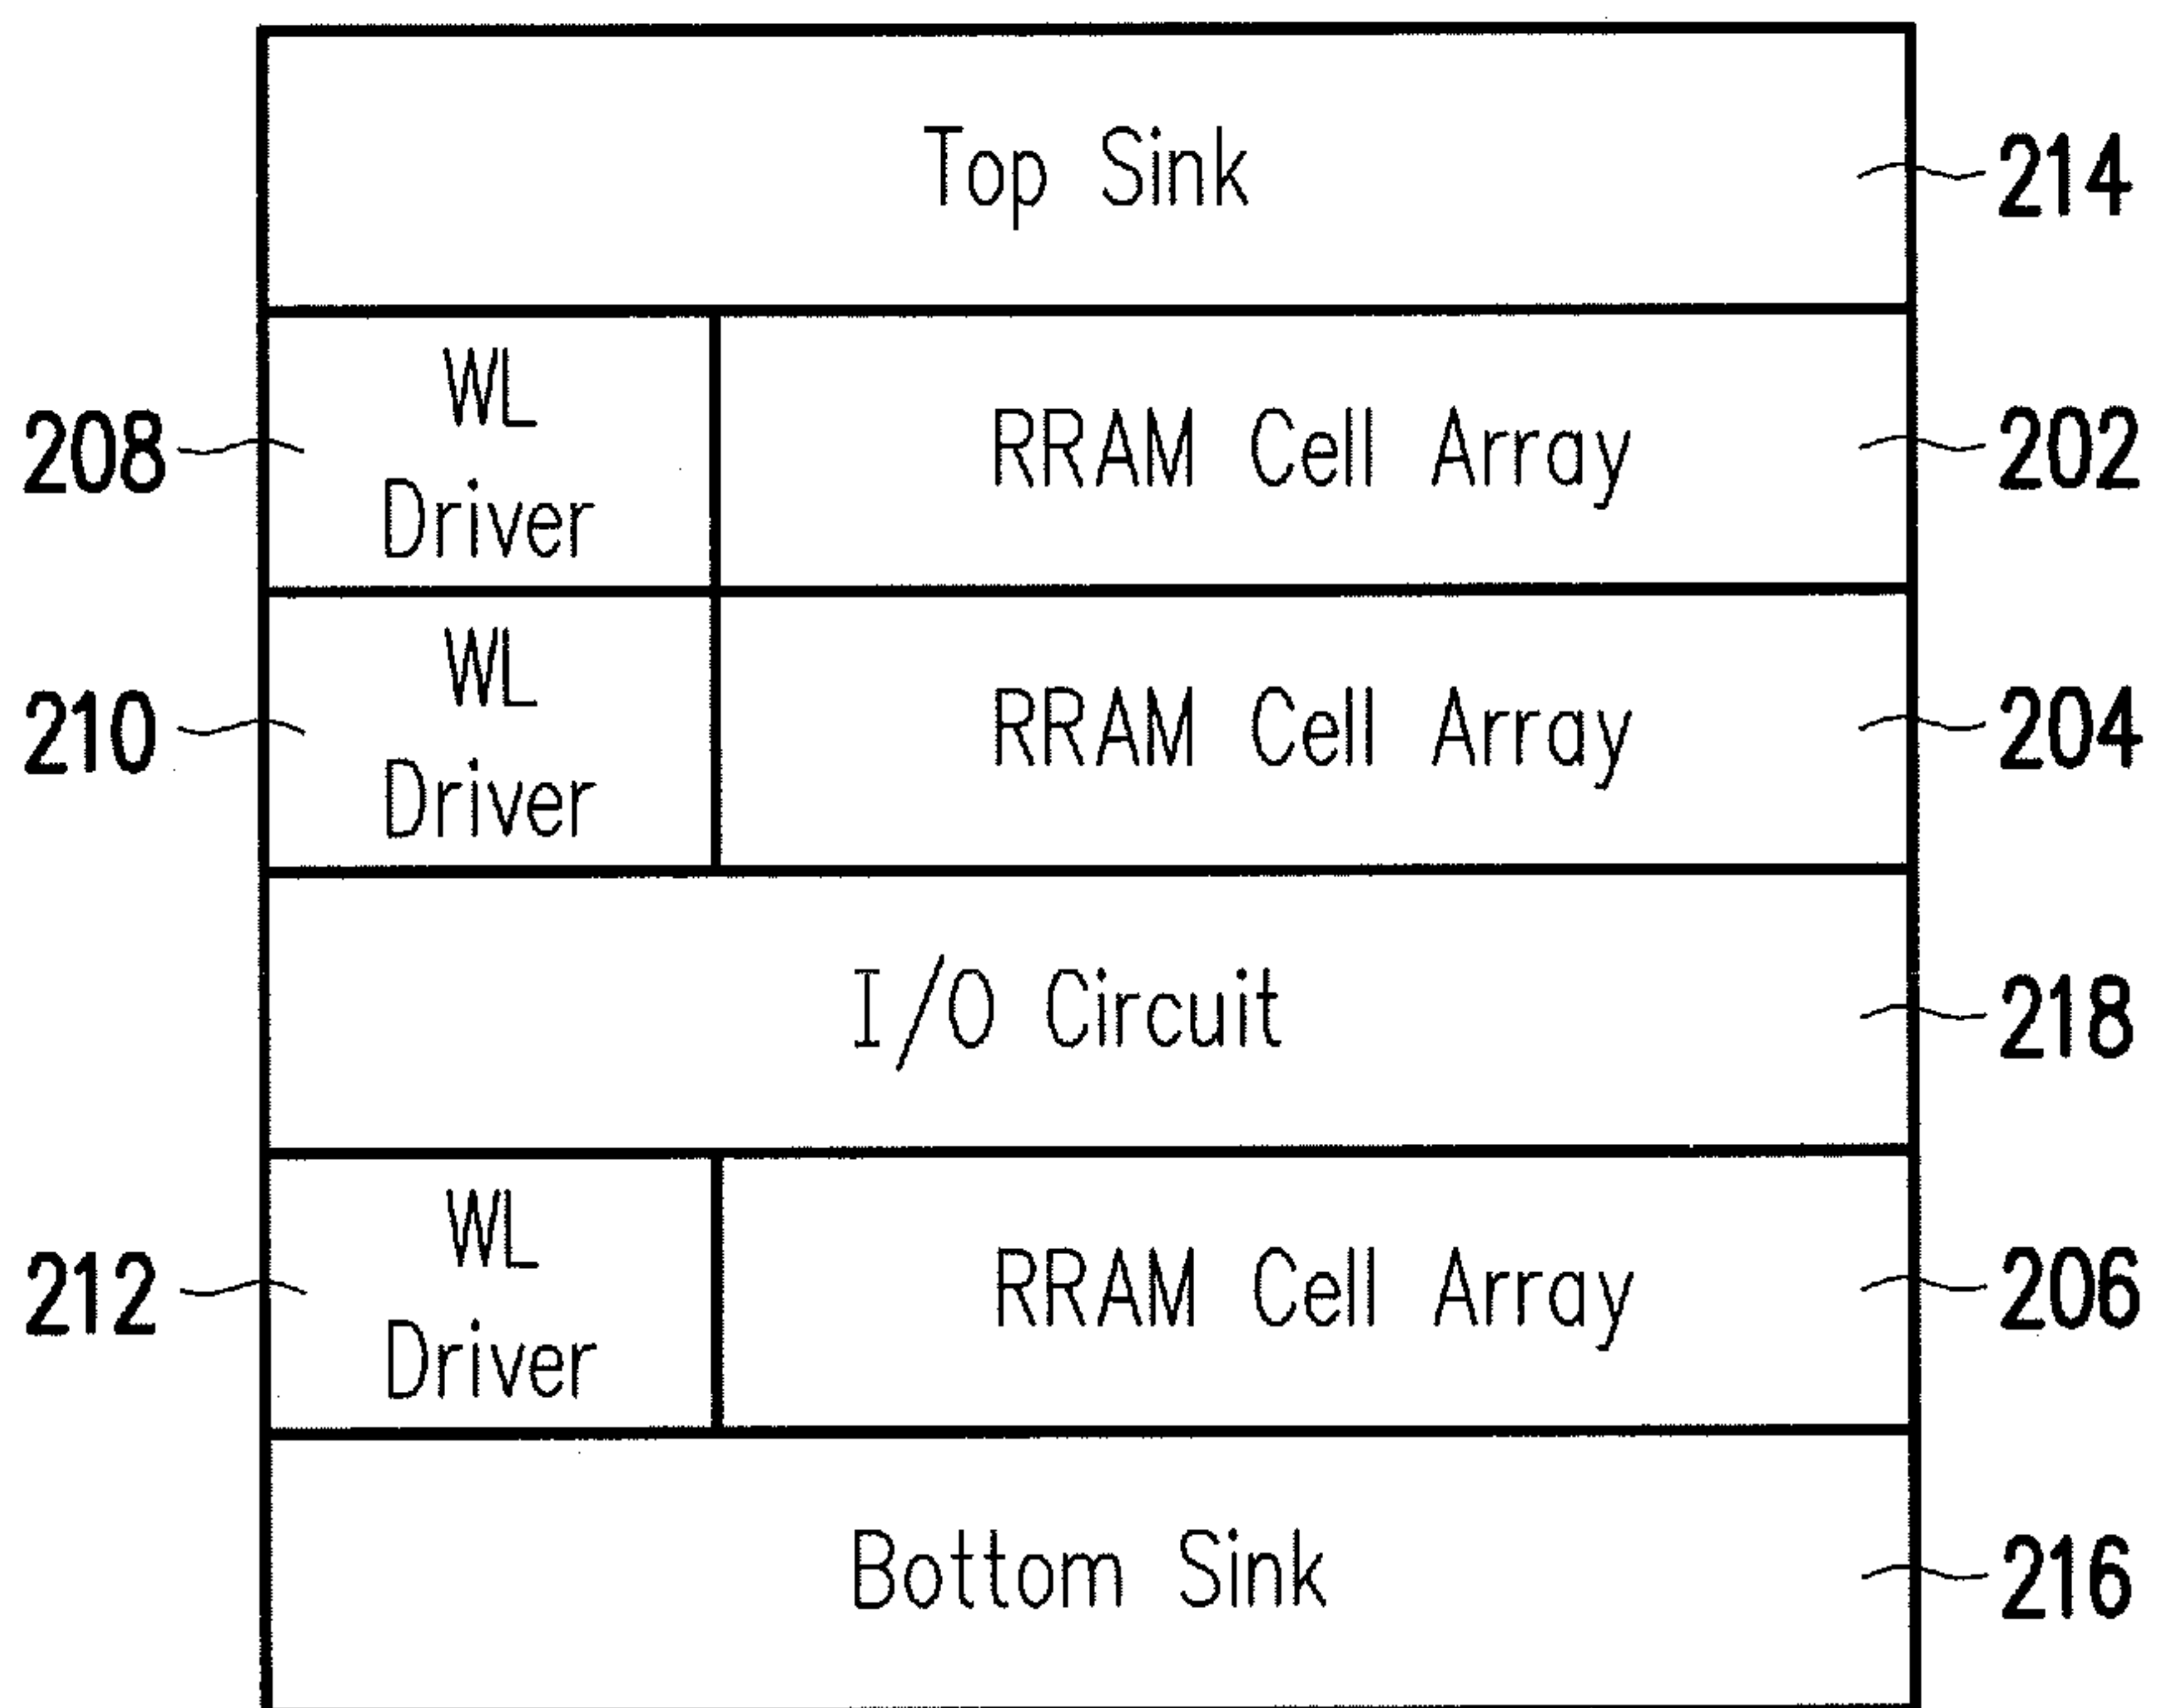 Top Sink
214
208
WL
Driver
RRAM Cell Array
202
210
WL
Driver
RRAM Cell Array
204
I/O Circuit
218
212
WL
Driver
RRAM Cell Array
206
Bottom Sink
216